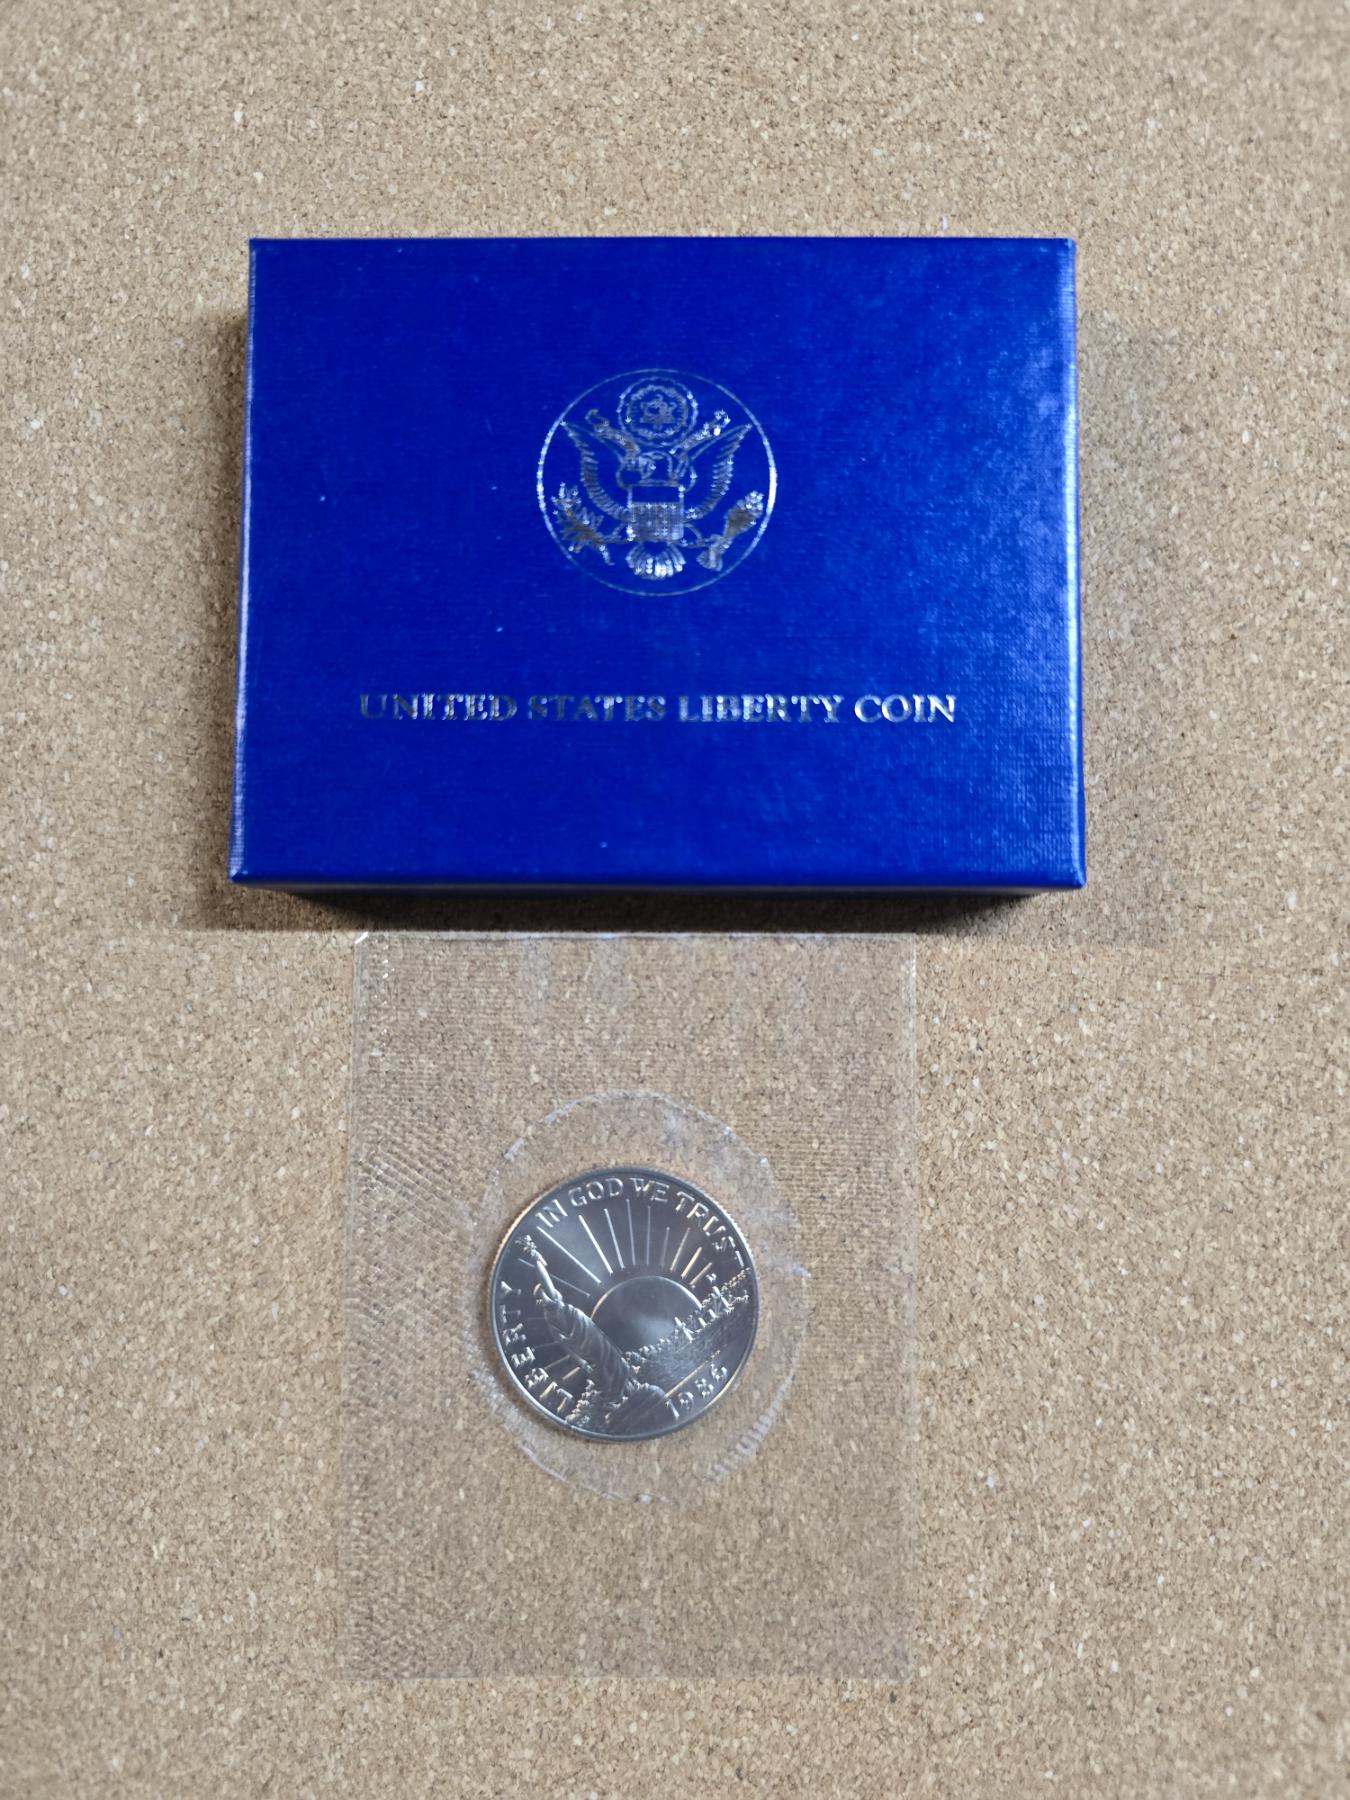 UNITED STATES LIBERTY COIN
IN GOD WE TRUST
LIBERTY
1986